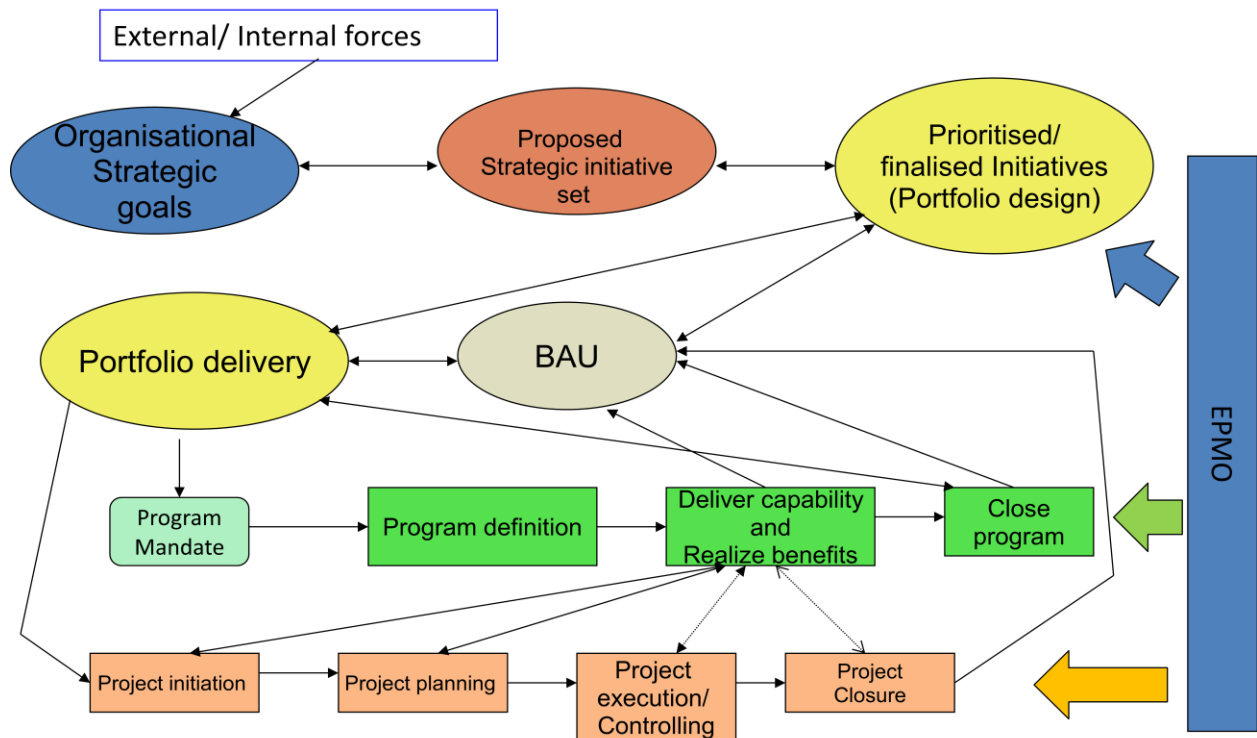 External/ Internal forces
Organisational
Strategic
goals
Proposed
Strategic initiative
set
Prioritised/
finalised Initiatives
(Portfolio design)
Portfolio delivery
BAU
EPMO
Program
Mandate
Program definition
Deliver capability
and
Realize benefits
Close
program
Project initiation
Project planning
Project
execution/
Controlling
Project
Closure